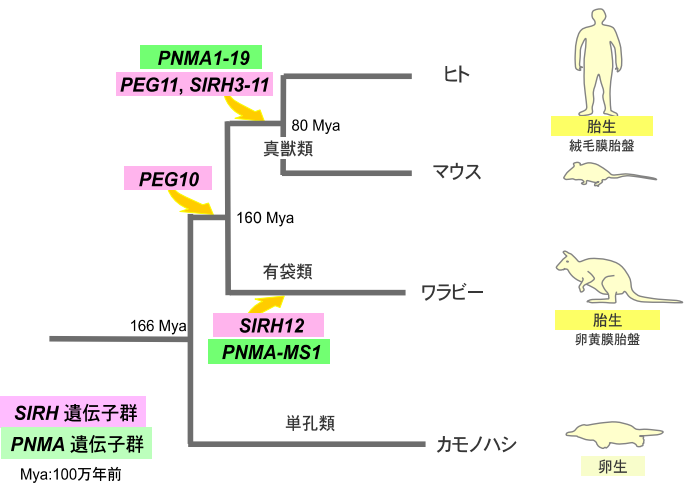 PNMA1-19
PEG11, SIRH3-11
ヒト
胎生
絨毛膜胎盤
80 Mya
真獣類
マウス
PEG10
160 Mya
有袋類
ワラビー
胎生
卵黄膜胎盤
SIRH12
PNMA-MS1
166 Mya
単孔類
カモノハシ
卵生
SIRH 遺伝子群
PNMA 遺伝子群
Mya:100万年前